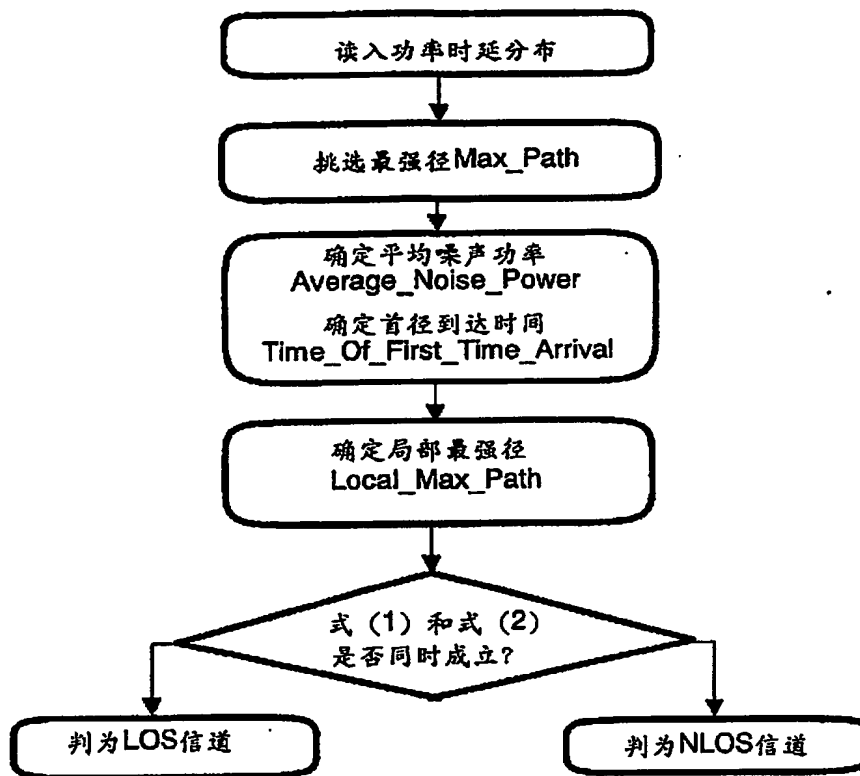 读入功率时延分布
挑选最强径Max_Path
确定平均噪声功率
Average_Noise_Power
确定首径到达时间
Time_Of_First_Time_Arrival
确定局部最强径
Local_Max_Path
式（1）和式（2）
是否同时成立？
判为LOS信道
判为NLOS信道